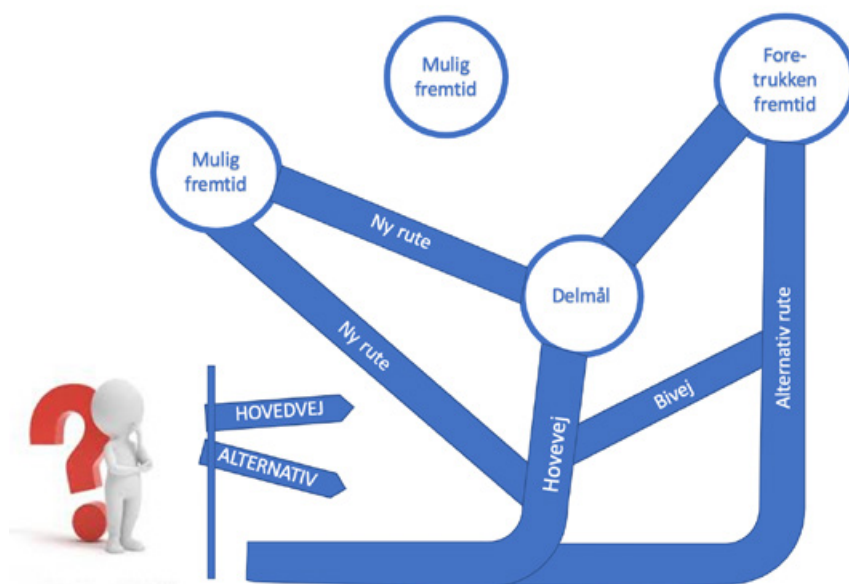 Mulig
fremtid
Fore-
trukken
fremtid
Mulig
fremtid
Ny rute
Delmål
Ny rute
Alternativ rute
Bivej
HOVEDVEJ
ALTERNATIV
Hovevej